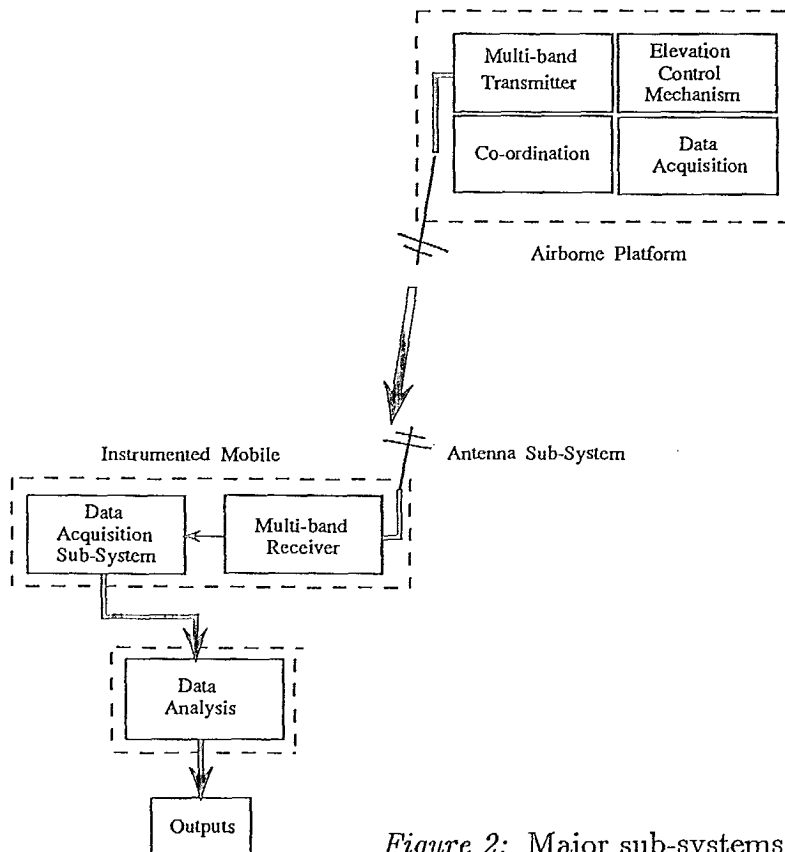 Multi-band
Transmitter
Elevation
Control
Mechanism
Co-ordination
Data
Acquisition
Airborne Platform
Instrumented Mobile
Antenna Sub-System
Data
Acquisition
Sub-System
Multi-band
Receiver
Data
Analysis
Outputs
Figure 2: Major sub-systems